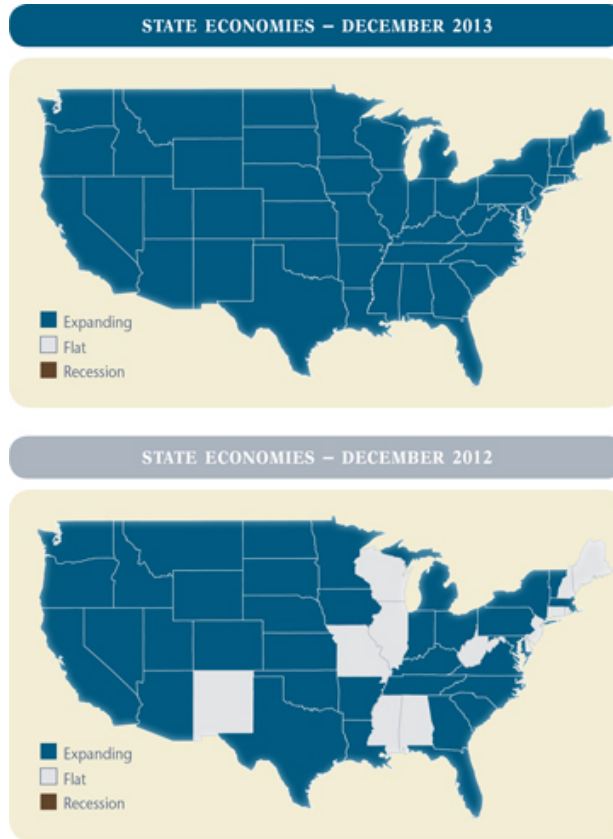 STATE ECONOMIES – DECEMBER 2013
Expanding
Flat
Recession
STATE ECONOMIES – DECEMBER 2012
Expanding
Flat
Recession